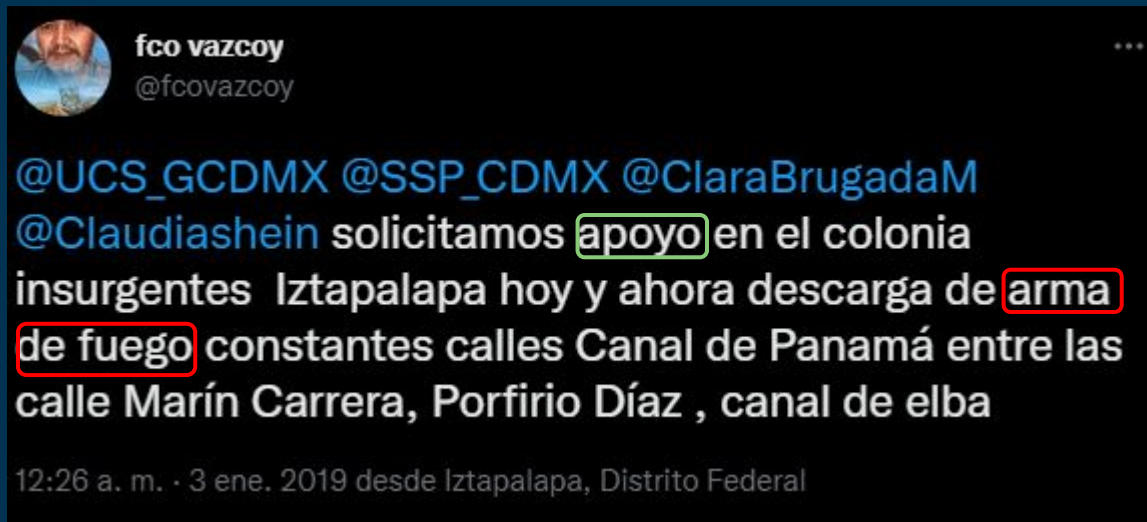 fco vazcoy
@fcovazcoy
@UCS_GCDMX @SSP_CDMX @ClaraBrugadaM
@Claudiashein solicitamos apoyo en el colonia
insurgentes  Iztapalapa hoy y ahora descarga de arma
de fuego constantes calles Canal de Panamá entre las
calle Marín Carrera, Porfirio Díaz , canal de elba
12:26 a. m. · 3 ene. 2019 desde Iztapalapa, Distrito Federal